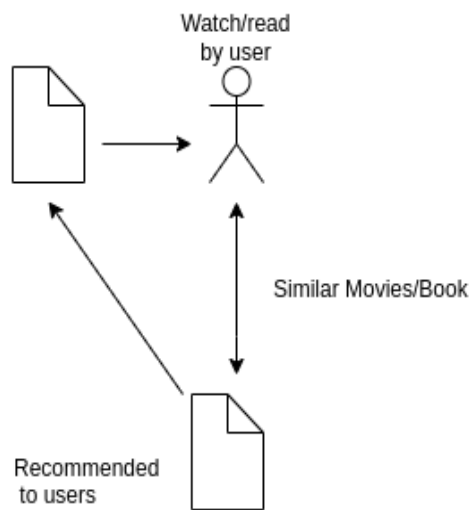 Watch/read
by user
Similar Movies/Book
Recommended
to users